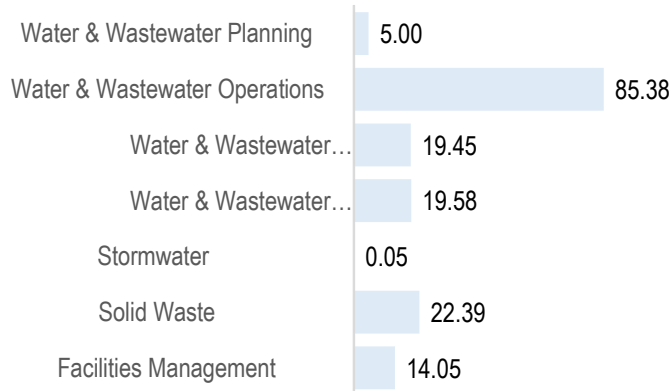 Water & Wastewater Planning 5.00
Water & Wastewater Operations 85.38
Water & Wastewater… 19.45
Water & Wastewater… 19.58
Stormwater 0.05
Solid Waste 22.39
Facilities Management 14.05